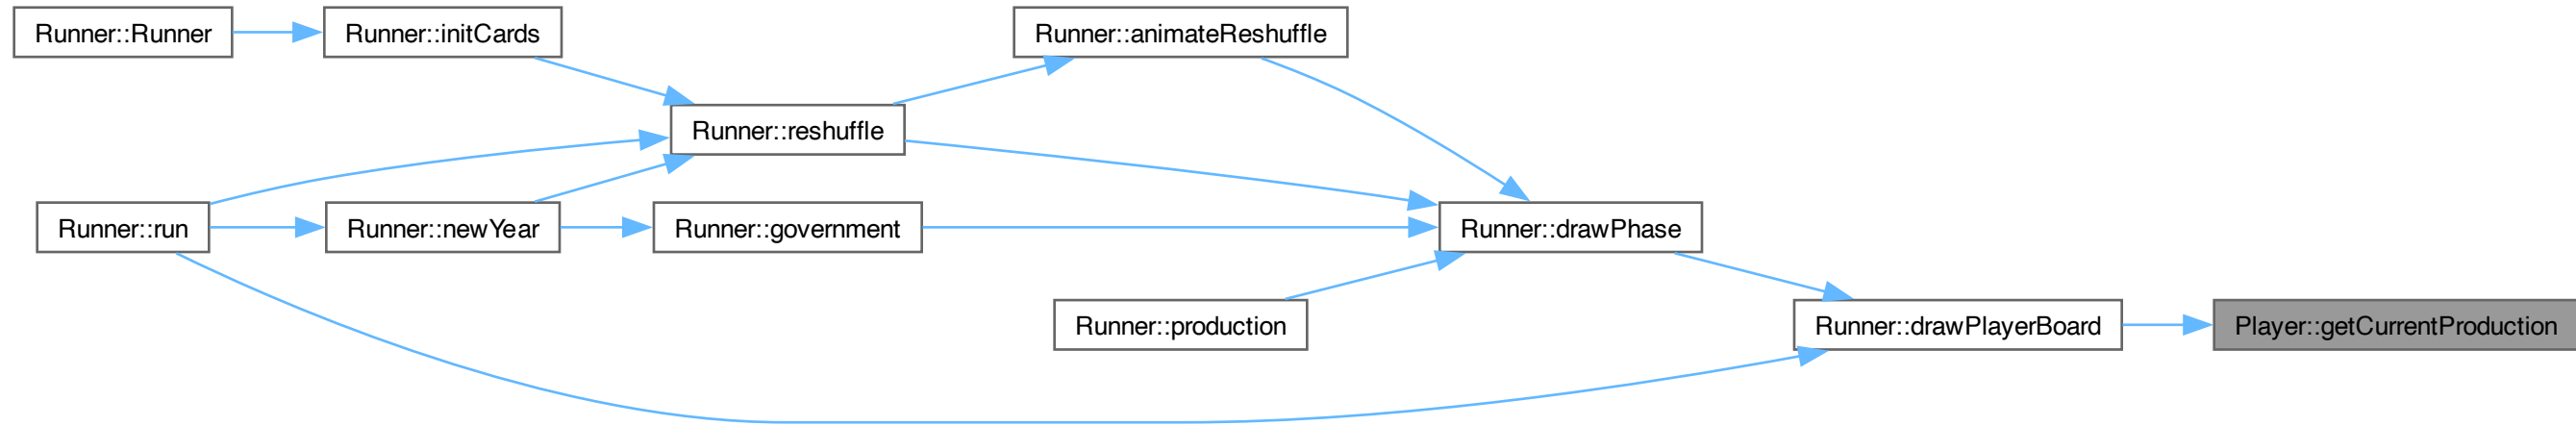 Runner::Runner
Runner::initCards
Runner::animateReshuffle
Runner::reshuffle
Runner::run
Runner::newYear
Runner::government
Runner::drawPhase
Runner::production
Runner::drawPlayerBoard
Player::getCurrentProduction